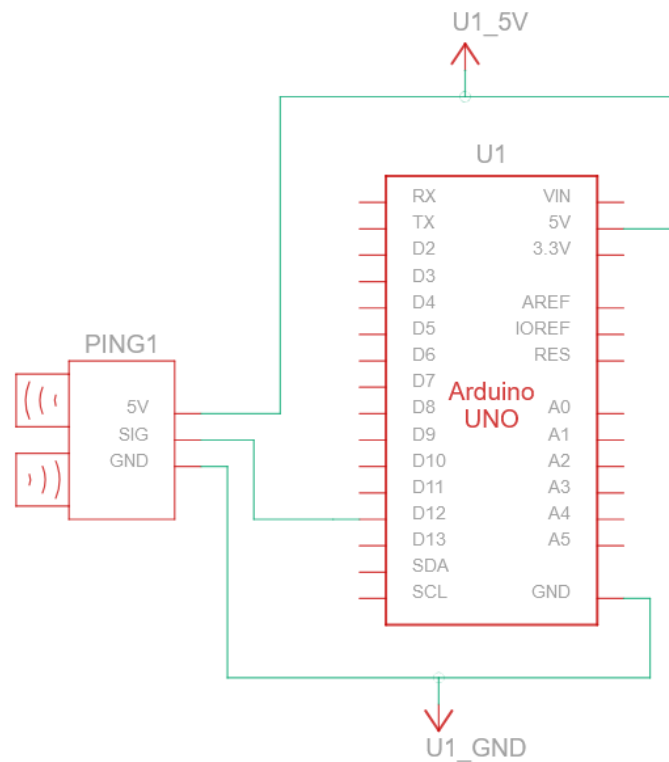 U1_5V
U1
RX VIN
TX 5V
D2 3.3V
D3
D4 AREF
D5 IOREF
PING1
D6 RES
D7
Arduino
5V
D8 A0
UNO
SIG
D9 A1
GND
D10 A2
D11 A3
D12 A4
D13 A5
SDA
SCL GND
U1_GND